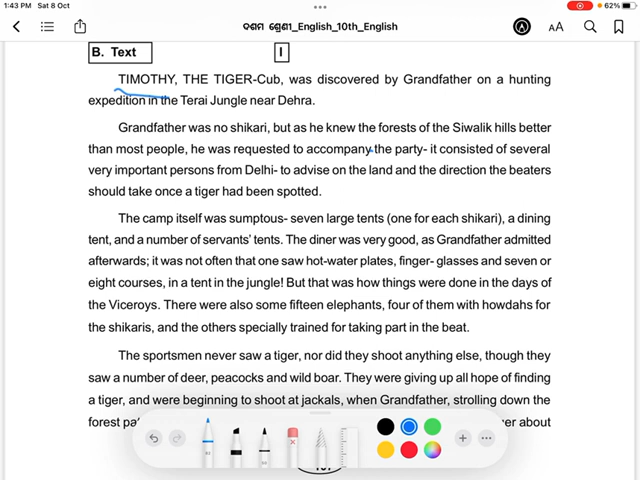 1:43 PM Sat 8 Oct
62%
ଦଶମ ଶ୍ରେଣୀ_English_10th_English
AA
B. Text
I
TIMOTHY, THE TIGER-Cub, was discovered by Grandfather on a hunting
expedition in the Terai Jungle near Dehra.
Grandfather was no shikari, but as he knew the forests of the Siwalik hills better
than most people, he was requested to accompany the party- it consisted of several
very important persons from Delhi- to advise on the land and the direction the beaters
should take once a tiger had been spotted.
The camp itself was sumptous- seven large tents (one for each shikari), a dining
tent, and a number of servants' tents. The diner was very good, as Grandfather admitted
afterwards; it was not often that one saw hot-water plates, finger- glasses and seven or
eight courses, in a tent in the jungle! But that was how things were done in the days of
the Viceroys. There were also some fifteen elephants, four of them with howdahs for
the shikaris, and the others specially trained for taking part in the beat.
The sportsmen never saw a tiger, nor did they shoot anything else, though they
saw a number of deer, peacocks and wild boar. They were giving up all hope of finding
a tiger, and were beginning to shoot at jackals, when Grandfather, strolling down the
forest about